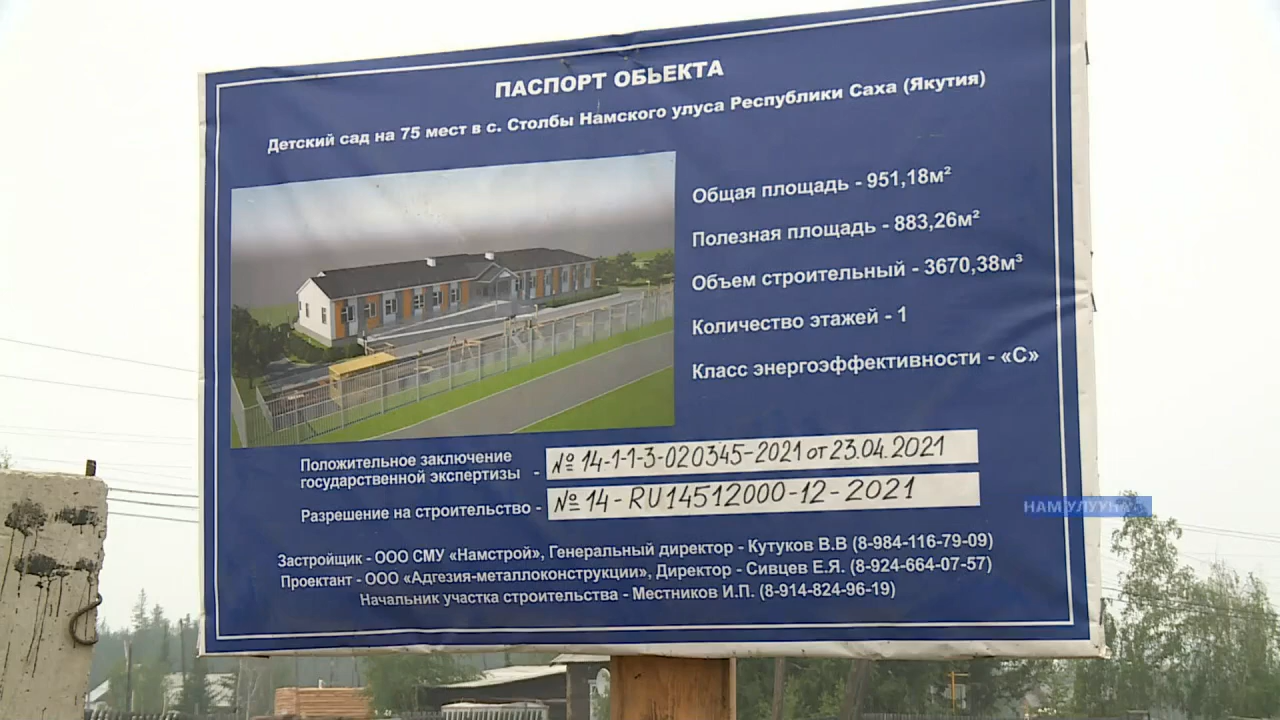 ПАСПОРТ ОБЬЕКТА
Детский сад на 75 мест в с. Столбы Намского улуса Республики Саха (Якутия)
Общая площадь - 951,18м²
Полезная площадь - 883,26м²
Объем строительный - 3670,38м³
Количество этажей - 1
Класс энергоэффективности - «С»
Положительное заключение
государственной экспертизы - № 14-1-1-3-020345-2021 от 23.04.2021
Разрешение на строительство - № 14-RU14512000-12-2021
Застройщик - ООО СМУ «Намстрой», Генеральный директор - Кутуков В.В (8-984-116-79-09)
Проектант - ООО «Адгезия-металлоконструкции», Директор - Сивцев Е.Я. (8-924-664-07-57)
Начальник участка строительства - Местников И.П. (8-914-824-96-19)
НАМ